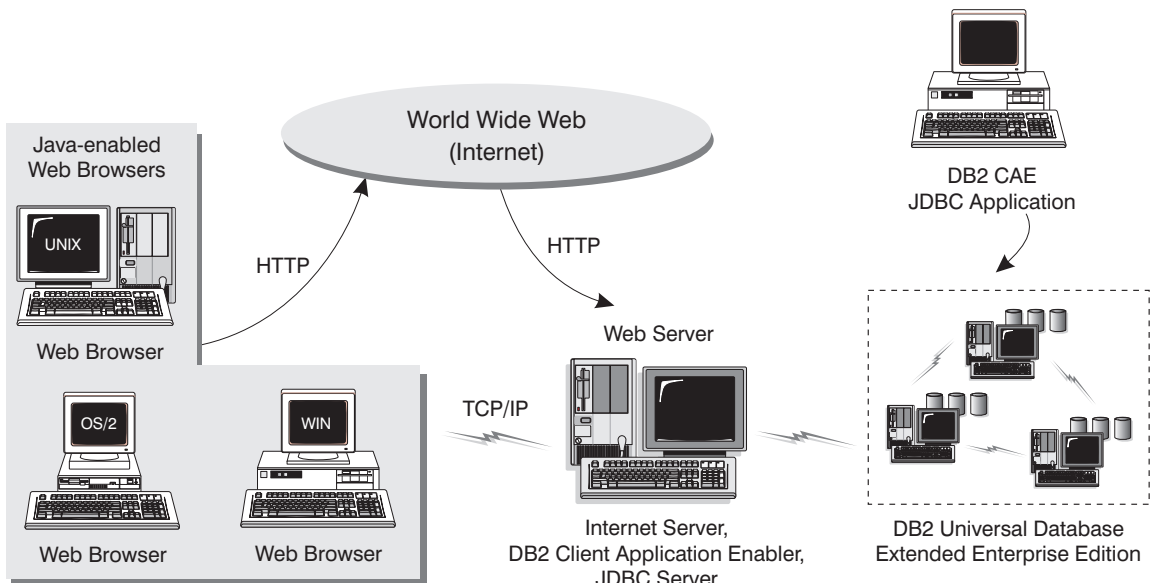 World Wide Web
(Internet)
DB2 CAE
JDBC Application
Java-enabled
Web Browsers
UNIX
HTTP
HTTP
Web Browser
Web Server
OS/2
WIN
TCP/IP
Web Browser
Web Browser
Internet Server,
DB2 Client Application Enabler,
JDBC Server
DB2 Universal Database
Extended Enterprise Edition